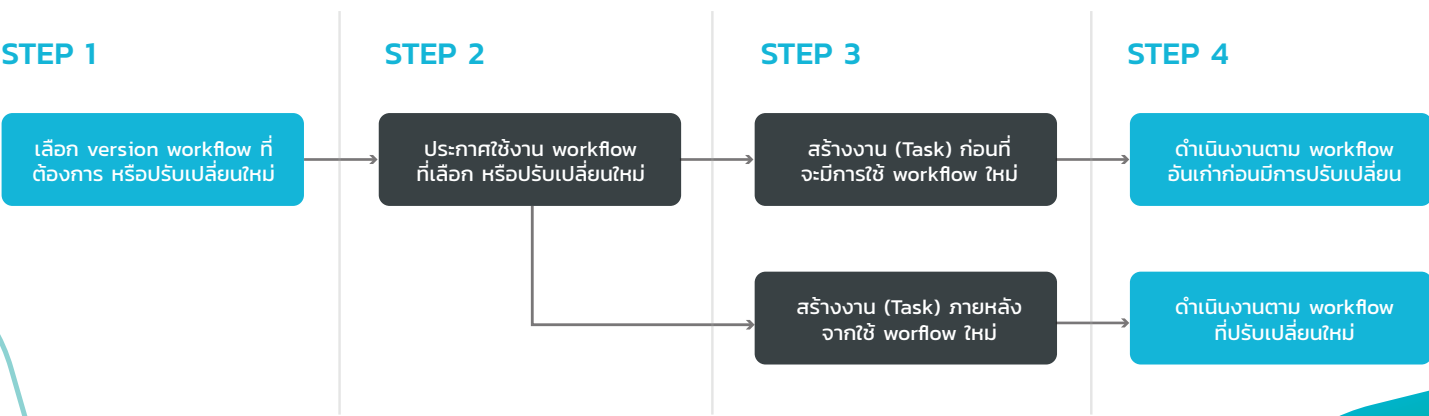 STEP 1
STEP 2
STEP 3
STEP 4
เลือก version workflow ที่
ต้องการ หรือปรับเปลี่ยนใหม่
ประกาศใช้งาน workflow
ที่เลือก หรือปรับเปลี่ยนใหม่
สร้างงาน (Task) ก่อนที่
จะมีการใช้ workflow ใหม่
ดำเนินงานตาม workflow
อันเก่าก่อนมีการปรับเปลี่ยน
สร้างงาน (Task) ภายหลัง
จากใช้ worflow ใหม่
ดำเนินงานตาม workflow
ที่ปรับเปลี่ยนใหม่